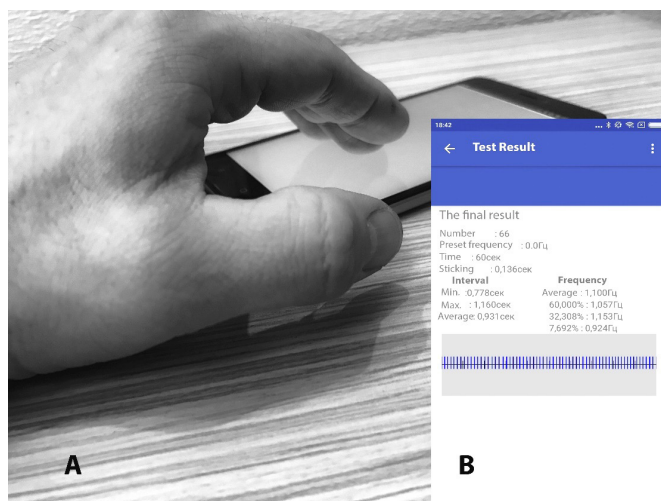 18:42
Test Result
The final result
Number : 66
Preset frequency : 0.0Гц
Time : 60сек
Sticking : 0,136сек
Interval Frequency
Min. :0,778сек Average : 1,100Гц
Max. : 1,160сек 60,000% : 1,057Гц
Average: 0,931сек 32,308% : 1,153Гц
7,692% : 0,924Гц
A
B